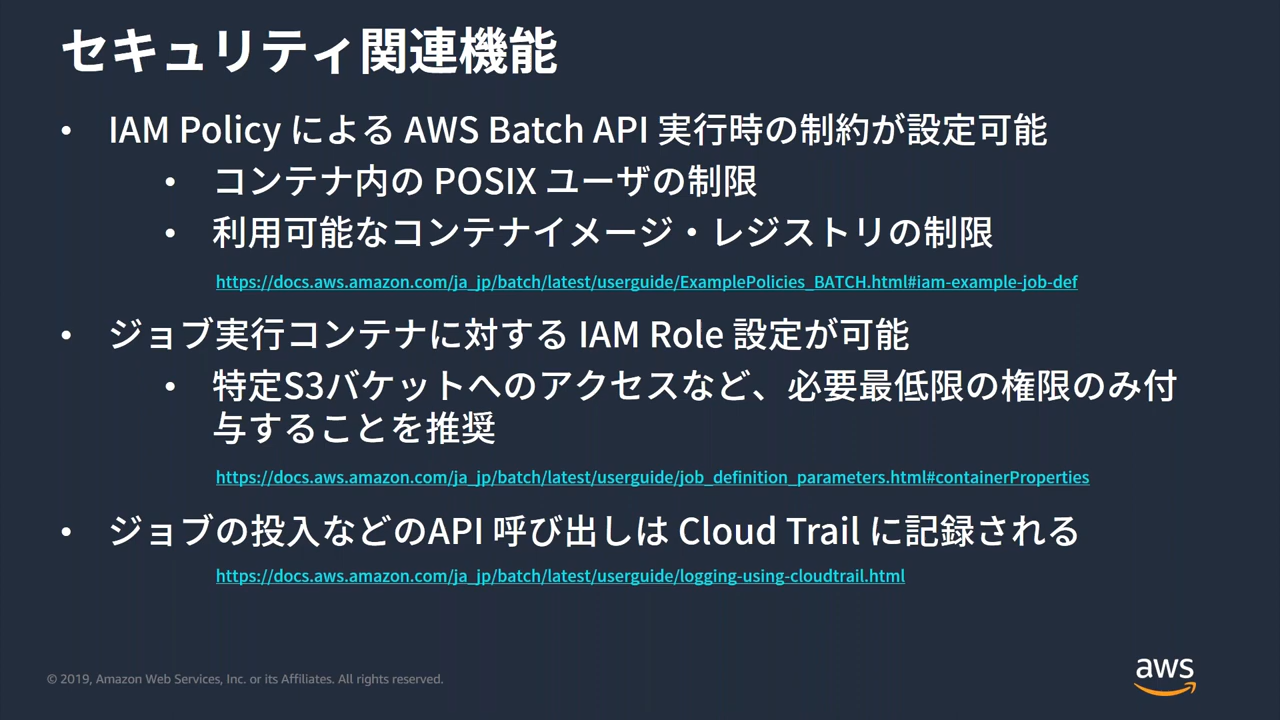 セキュリティ関連機能
• IAM Policy による AWS Batch API 実行時の制約が設定可能
• コンテナ内の POSIX ユーザの制限
• 利用可能なコンテナイメージ・レジストリの制限
https://docs.aws.amazon.com/ja_jp/batch/latest/userguide/ExamplePolicies_BATCH.html#iam-example-job-def
• ジョブ実行コンテナに対する IAM Role 設定が可能
• 特定S3バケットへのアクセスなど、必要最低限の権限のみ付
与することを推奨
https://docs.aws.amazon.com/ja_jp/batch/latest/userguide/job_definition_parameters.html#containerProperties
• ジョブの投入などのAPI 呼び出しは Cloud Trail に記録される
https://docs.aws.amazon.com/ja_jp/batch/latest/userguide/logging-using-cloudtrail.html
© 2019, Amazon Web Services, Inc. or its Affiliates. All rights reserved.
aws